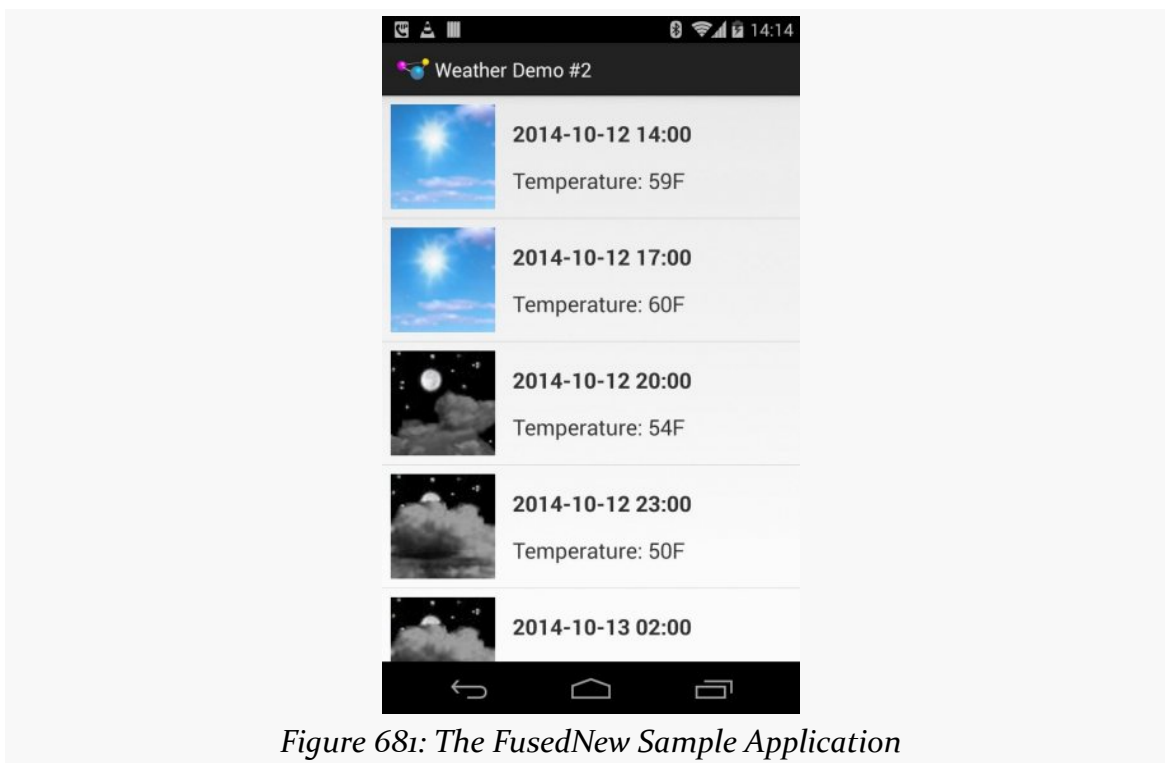 14:14
Weather Demo #2
2014-10-12 14:00
Temperature: 59F
2014-10-12 17:00
Temperature: 60F
2014-10-12 20:00
Temperature: 54F
2014-10-12 23:00
Temperature: 50F
2014-10-13 02:00
Figure 681: The FusedNew Sample Application